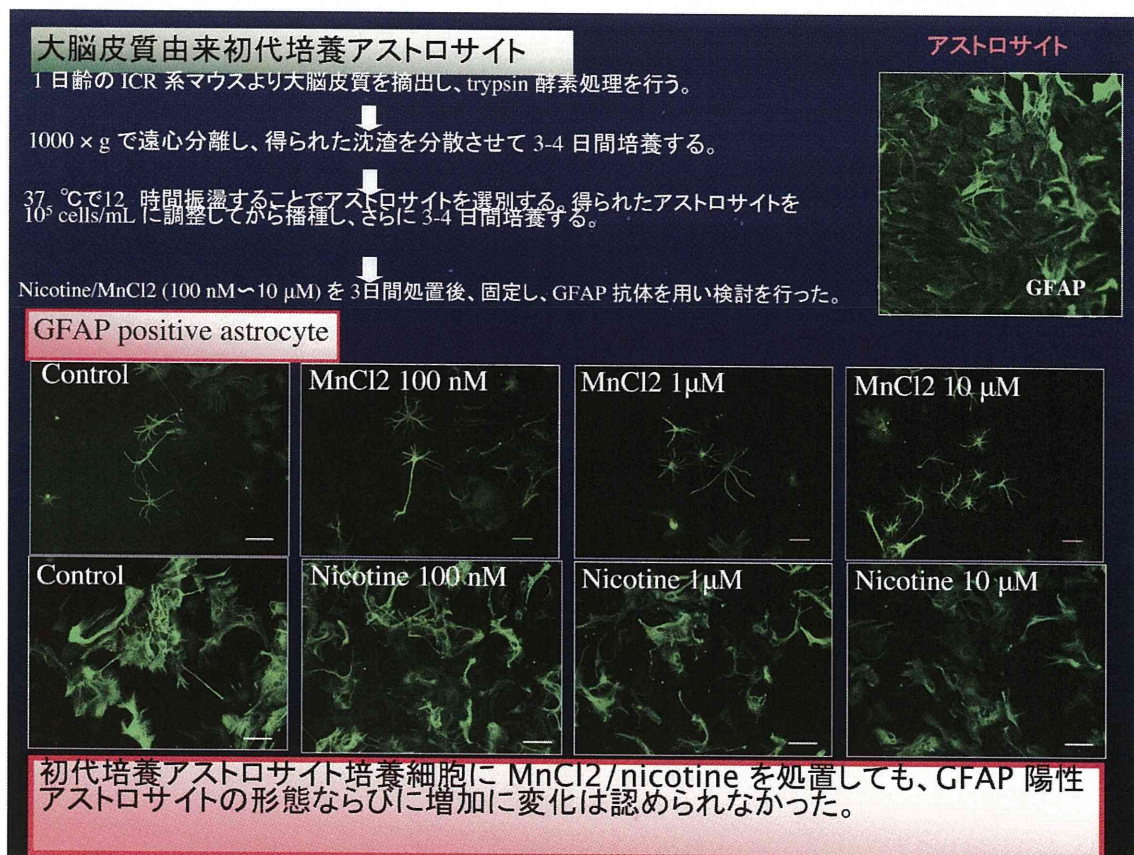 大脳皮質由来初代培養アストロサイト
アストロサイト
1 日齢の ICR 系マウスより大脳皮質を摘出し、trypsin 酵素処理を行う。
1000 × g で遠心分離し、得られた沈渣を分散させて 3-4 日間培養する。
37 ℃で12 時間振盪することでアストロサイトを選別する。得られたアストロサイトを
10⁵ cells/mL に調整してから播種し、さらに 3-4 日間培養する。
Nicotine/MnCl2 (100 nM〜10 μM) を 3日間処置後、固定し、GFAP 抗体を用い検討を行った。
GFAP
GFAP positive astrocyte
Control
MnCl2 100 nM
MnCl2 1μM
MnCl2 10 μM
Control
Nicotine 100 nM
Nicotine 1μM
Nicotine 10 μM
初代培養アストロサイト培養細胞に MnCl2/nicotine を処置しても、GFAP 陽性
アストロサイトの形態ならびに増加に変化は認められなかった。